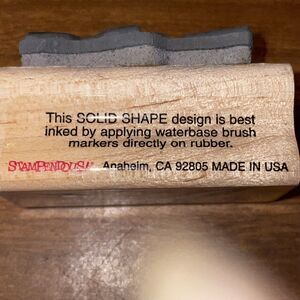 This SOLID SHAPE design is best
inked by applying waterbase brush
markers directly on rubber.
STAMPENDOUS! Anaheim, CA 92805 MADE IN USA